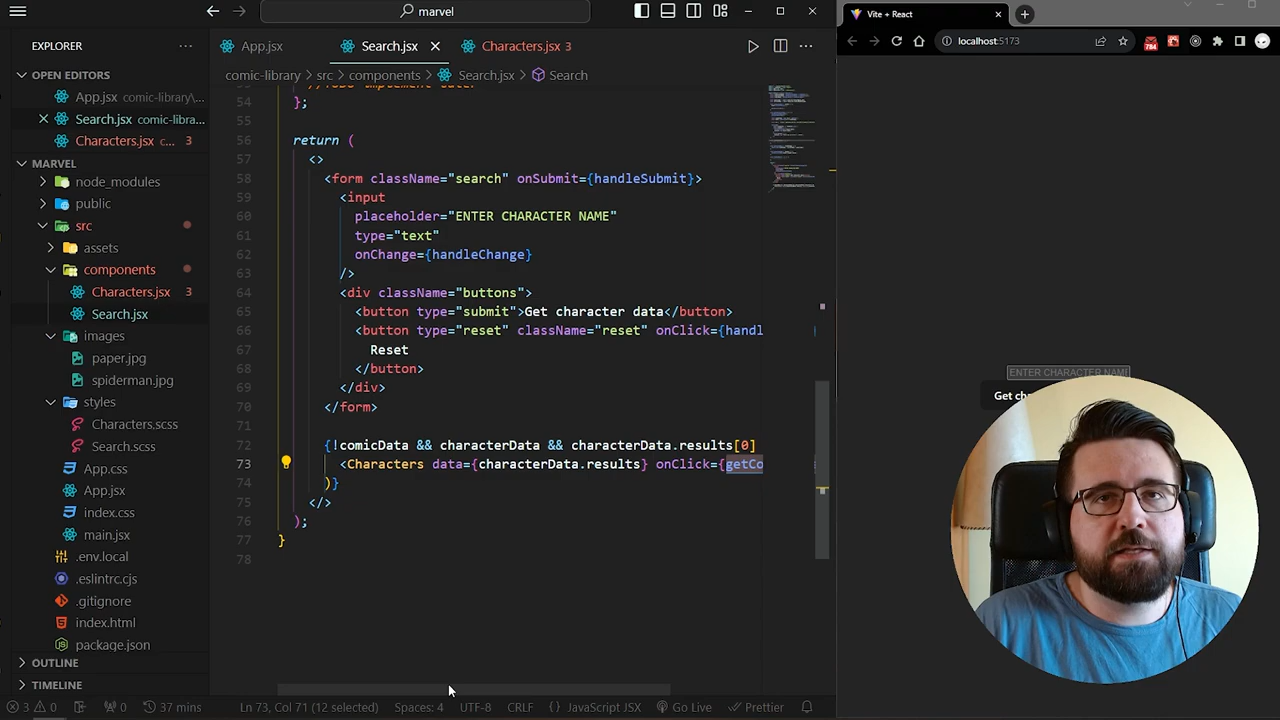 marvel
EXPLORER
OPEN EDITORS
App.jsx comic-library\...
Search.jsx comic-libra...
Characters.jsx c... 3
MARVEL
node_modules
public
src
assets
components
Characters.jsx 3
Search.jsx
images
paper.jpg
spiderman.jpg
styles
Characters.scss
Search.scss
App.css
App.jsx
index.css
main.jsx
.env.local
.eslintrc.cjs
.gitignore
index.html
package.json
OUTLINE
TIMELINE
App.jsx Search.jsx Characters.jsx 3
comic-library > src > components > Search.jsx > Search
54 };
55
56 return (
57 <>
58 <form className="search" onSubmit={handleSubmit}>
59 <input
60 placeholder="ENTER CHARACTER NAME"
61 type="text"
62 onChange={handleChange}
63 />
64 <div className="buttons">
65 <button type="submit">Get character data</button>
66 <button type="reset" className="reset" onClick={handl
67 Reset
68 </button>
69 </div>
70 </form>
71
72 {!comicData && characterData && characterData.results[0]
73 <Characters data={characterData.results} onClick={getCo
74 )}
75 </>
76 );
77 }
78
3 0 0 37 mins Ln 73, Col 71 (12 selected) Spaces: 4 UTF-8 CRLF {} JavaScript JSX Go Live Prettier
Vite + React
localhost:5173
784
ENTER CHARACTER NAME
Get cha